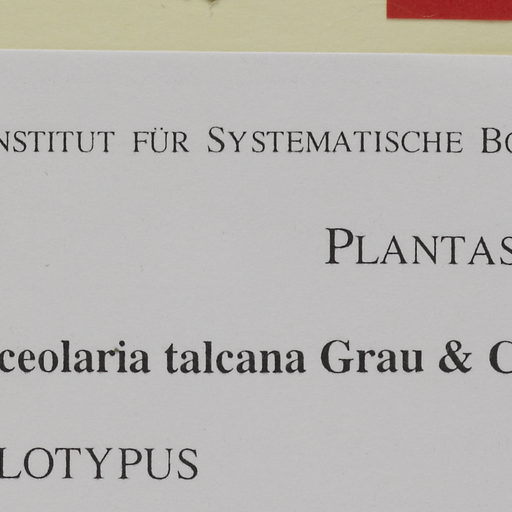 NSTITUT FÜR SYSTEMATISCHE BO
PLANTAS
ceolaria talcana Grau & C
LOTYPUS